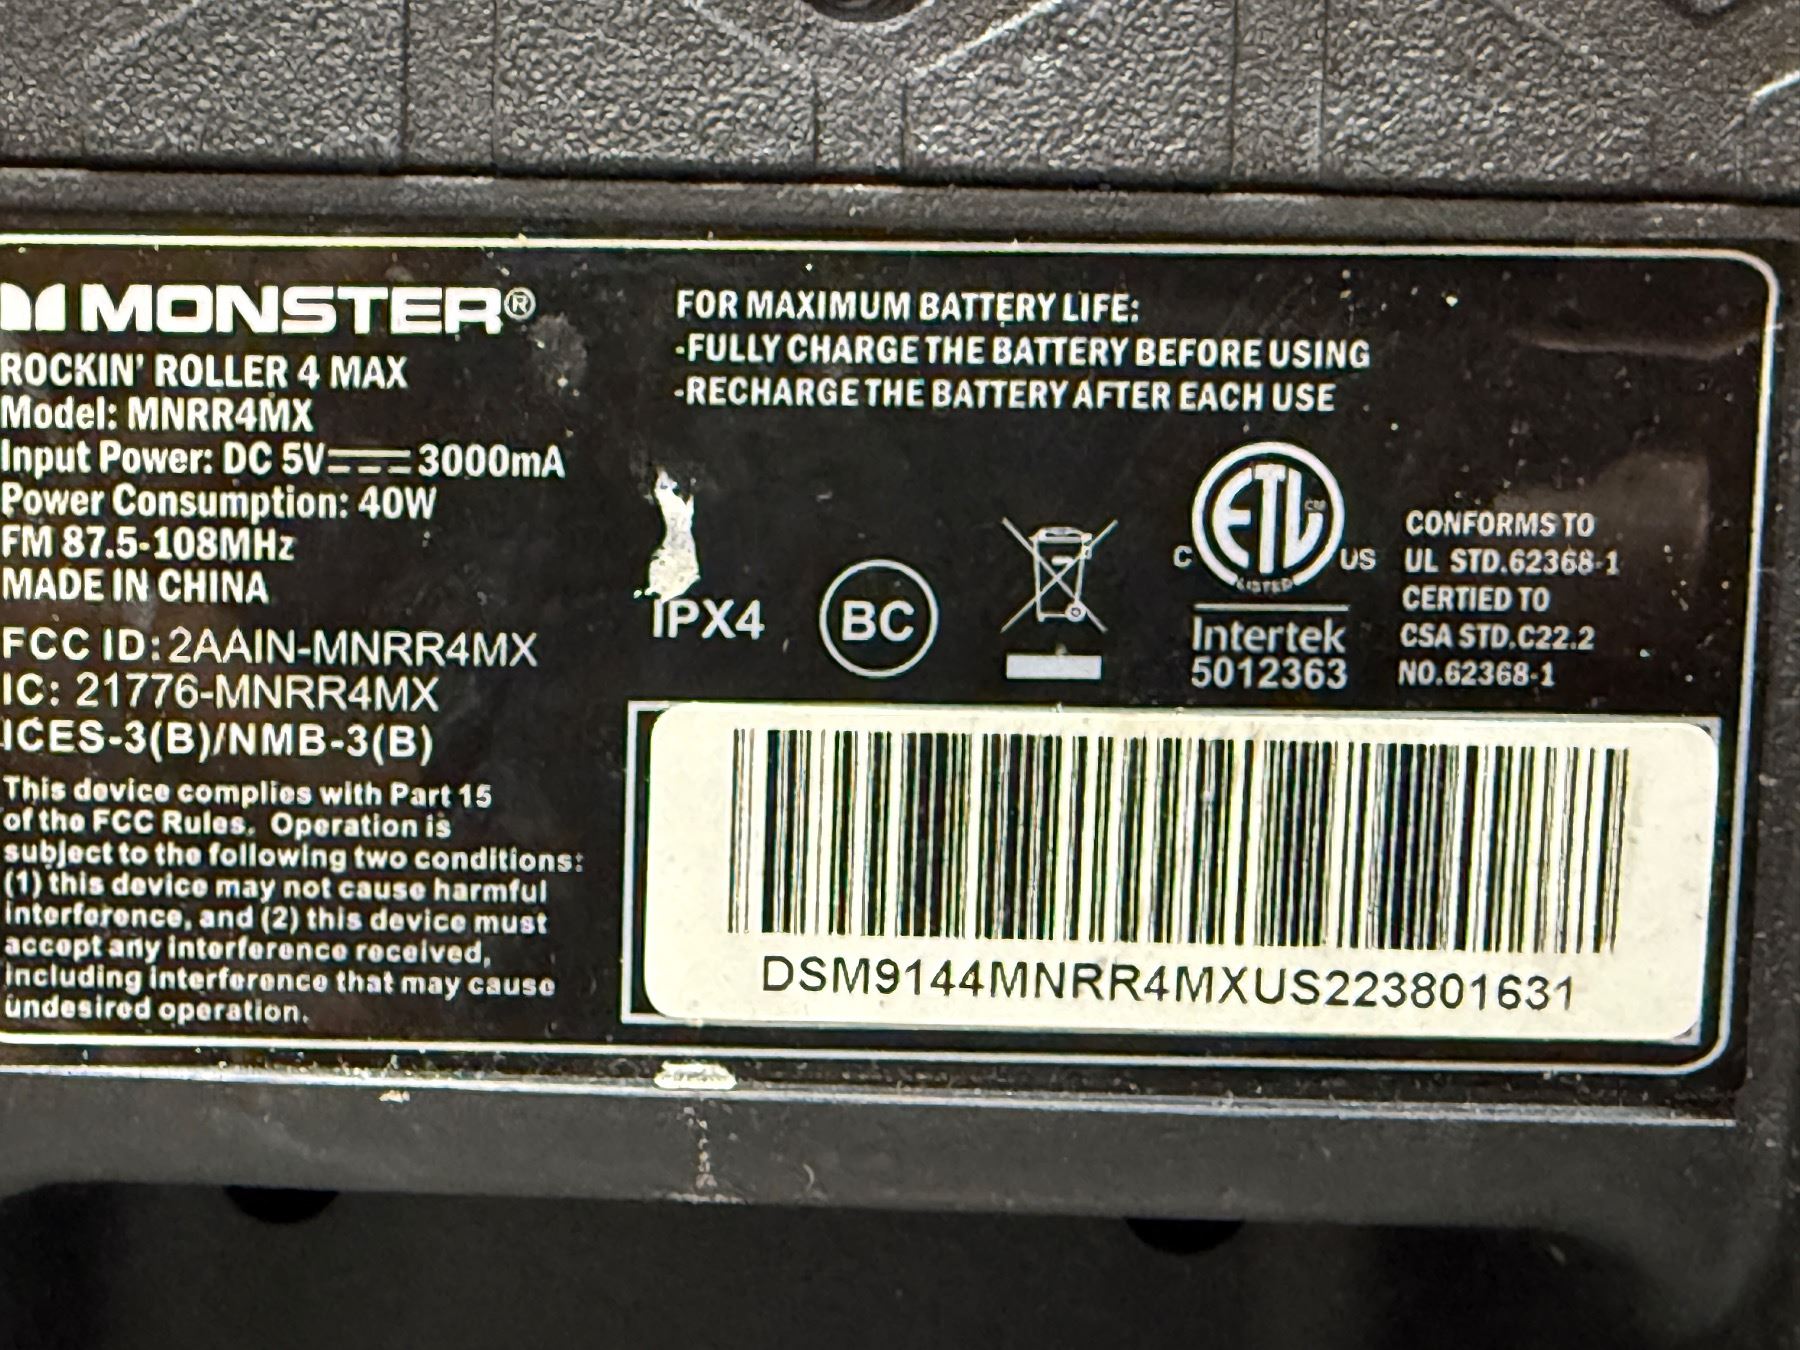 MONSTER®
ROCKIN' ROLLER 4 MAX
Model: MNRR4MX
Input Power: DC 5V⎓3000mA
Power Consumption: 40W
FM 87.5-108MHz
MADE IN CHINA
FCC ID: 2AAIN-MNRR4MX
IC: 21776-MNRR4MX
ICES-3(B)/NMB-3(B)
This device complies with Part 15
of the FCC Rules. Operation is
subject to the following two conditions:
(1) this device may not cause harmful
interference, and (2) this device must
accept any interference received,
including interference that may cause
undesired operation.
FOR MAXIMUM BATTERY LIFE:
-FULLY CHARGE THE BATTERY BEFORE USING
-RECHARGE THE BATTERY AFTER EACH USE
IPX4
BC
C ETL CM US
LISTED
Intertek
5012363
CONFORMS TO
UL STD.62368-1
CERTIED TO
CSA STD.C22.2
NO.62368-1
DSM9144MNRR4MXUS223801631